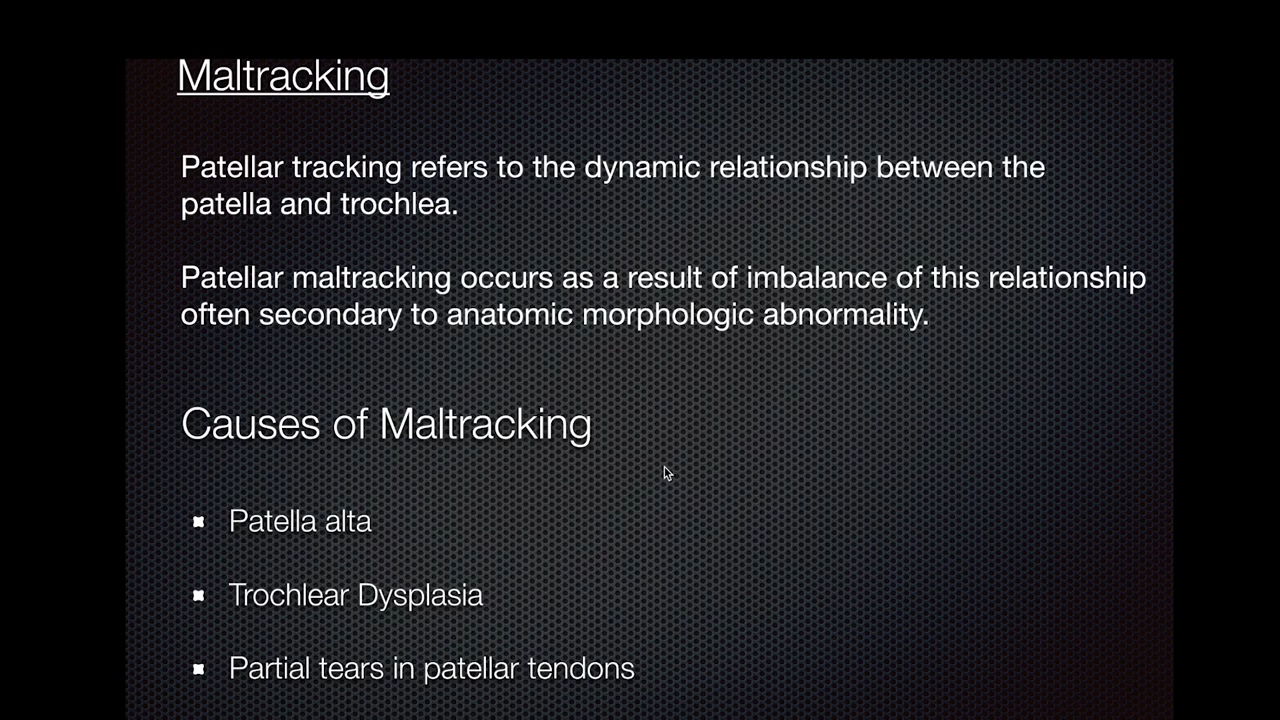 Maltracking
Patellar tracking refers to the dynamic relationship between the
patella and trochlea.
Patellar maltracking occurs as a result of imbalance of this relationship
often secondary to anatomic morphologic abnormality.
Causes of Maltracking
Patella alta
Trochlear Dysplasia
Partial tears in patellar tendons